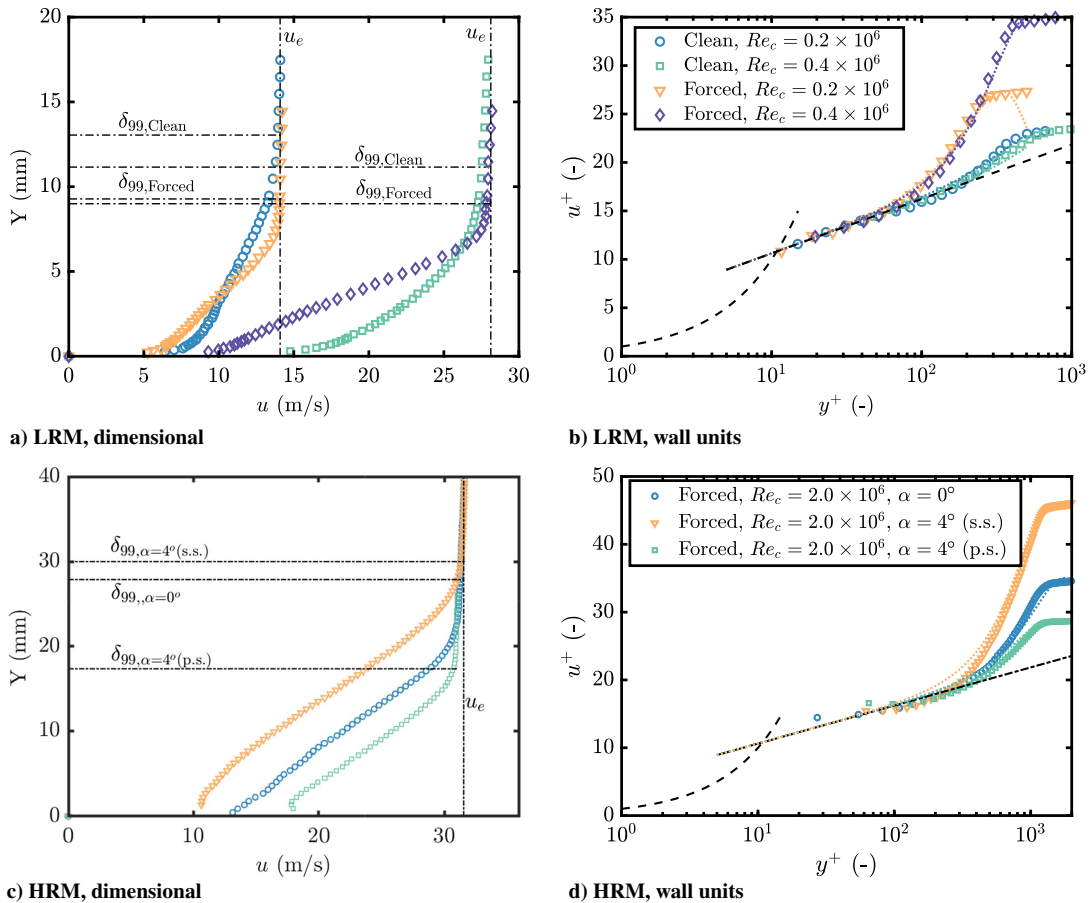 20
15
10
5
0
Y (mm)
u_e
u_e
δ_99,Clean
δ_99,Clean
δ_99,Forced
δ_99,Forced
0 5 10 15 20 25 30
u (m/s)
a) LRM, dimensional
35
30
25
20
15
10
5
0
u^+ (-)
Clean, Re_c = 0.2 × 10^6
Clean, Re_c = 0.4 × 10^6
Forced, Re_c = 0.2 × 10^6
Forced, Re_c = 0.4 × 10^6
10^0 10^1 10^2 10^3
y^+ (-)
b) LRM, wall units
40
30
20
10
0
Y (mm)
δ_99,α=4°(s.s.)
δ_99,,α=0°
δ_99,α=4°(p.s.)
u_e
10 20 30
u (m/s)
c) HRM, dimensional
50
40
30
20
10
0
u^+ (-)
Forced, Re_c = 2.0 × 10^6, α = 0°
Forced, Re_c = 2.0 × 10^6, α = 4° (s.s.)
Forced, Re_c = 2.0 × 10^6, α = 4° (p.s.)
10^0 10^1 10^2 10^3
y^+ (-)
d) HRM, wall units